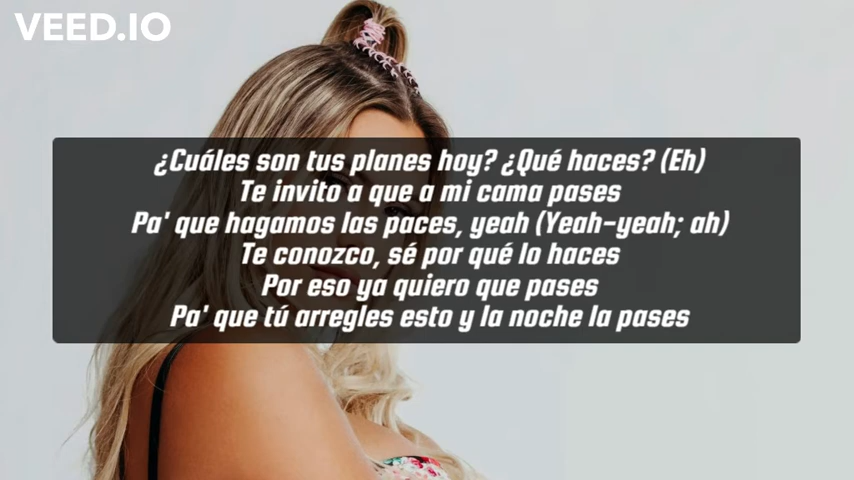 VEED.IO
¿Cuáles son tus planes hoy? ¿Qué haces? (Eh)
Te invito a que a mi cama pases
Pa' que hagamos las paces, yeah (Yeah-yeah; ah)
Te conozco, sé por qué lo haces
Por eso ya quiero que pases
Pa' que tú arregles esto y la noche la pases